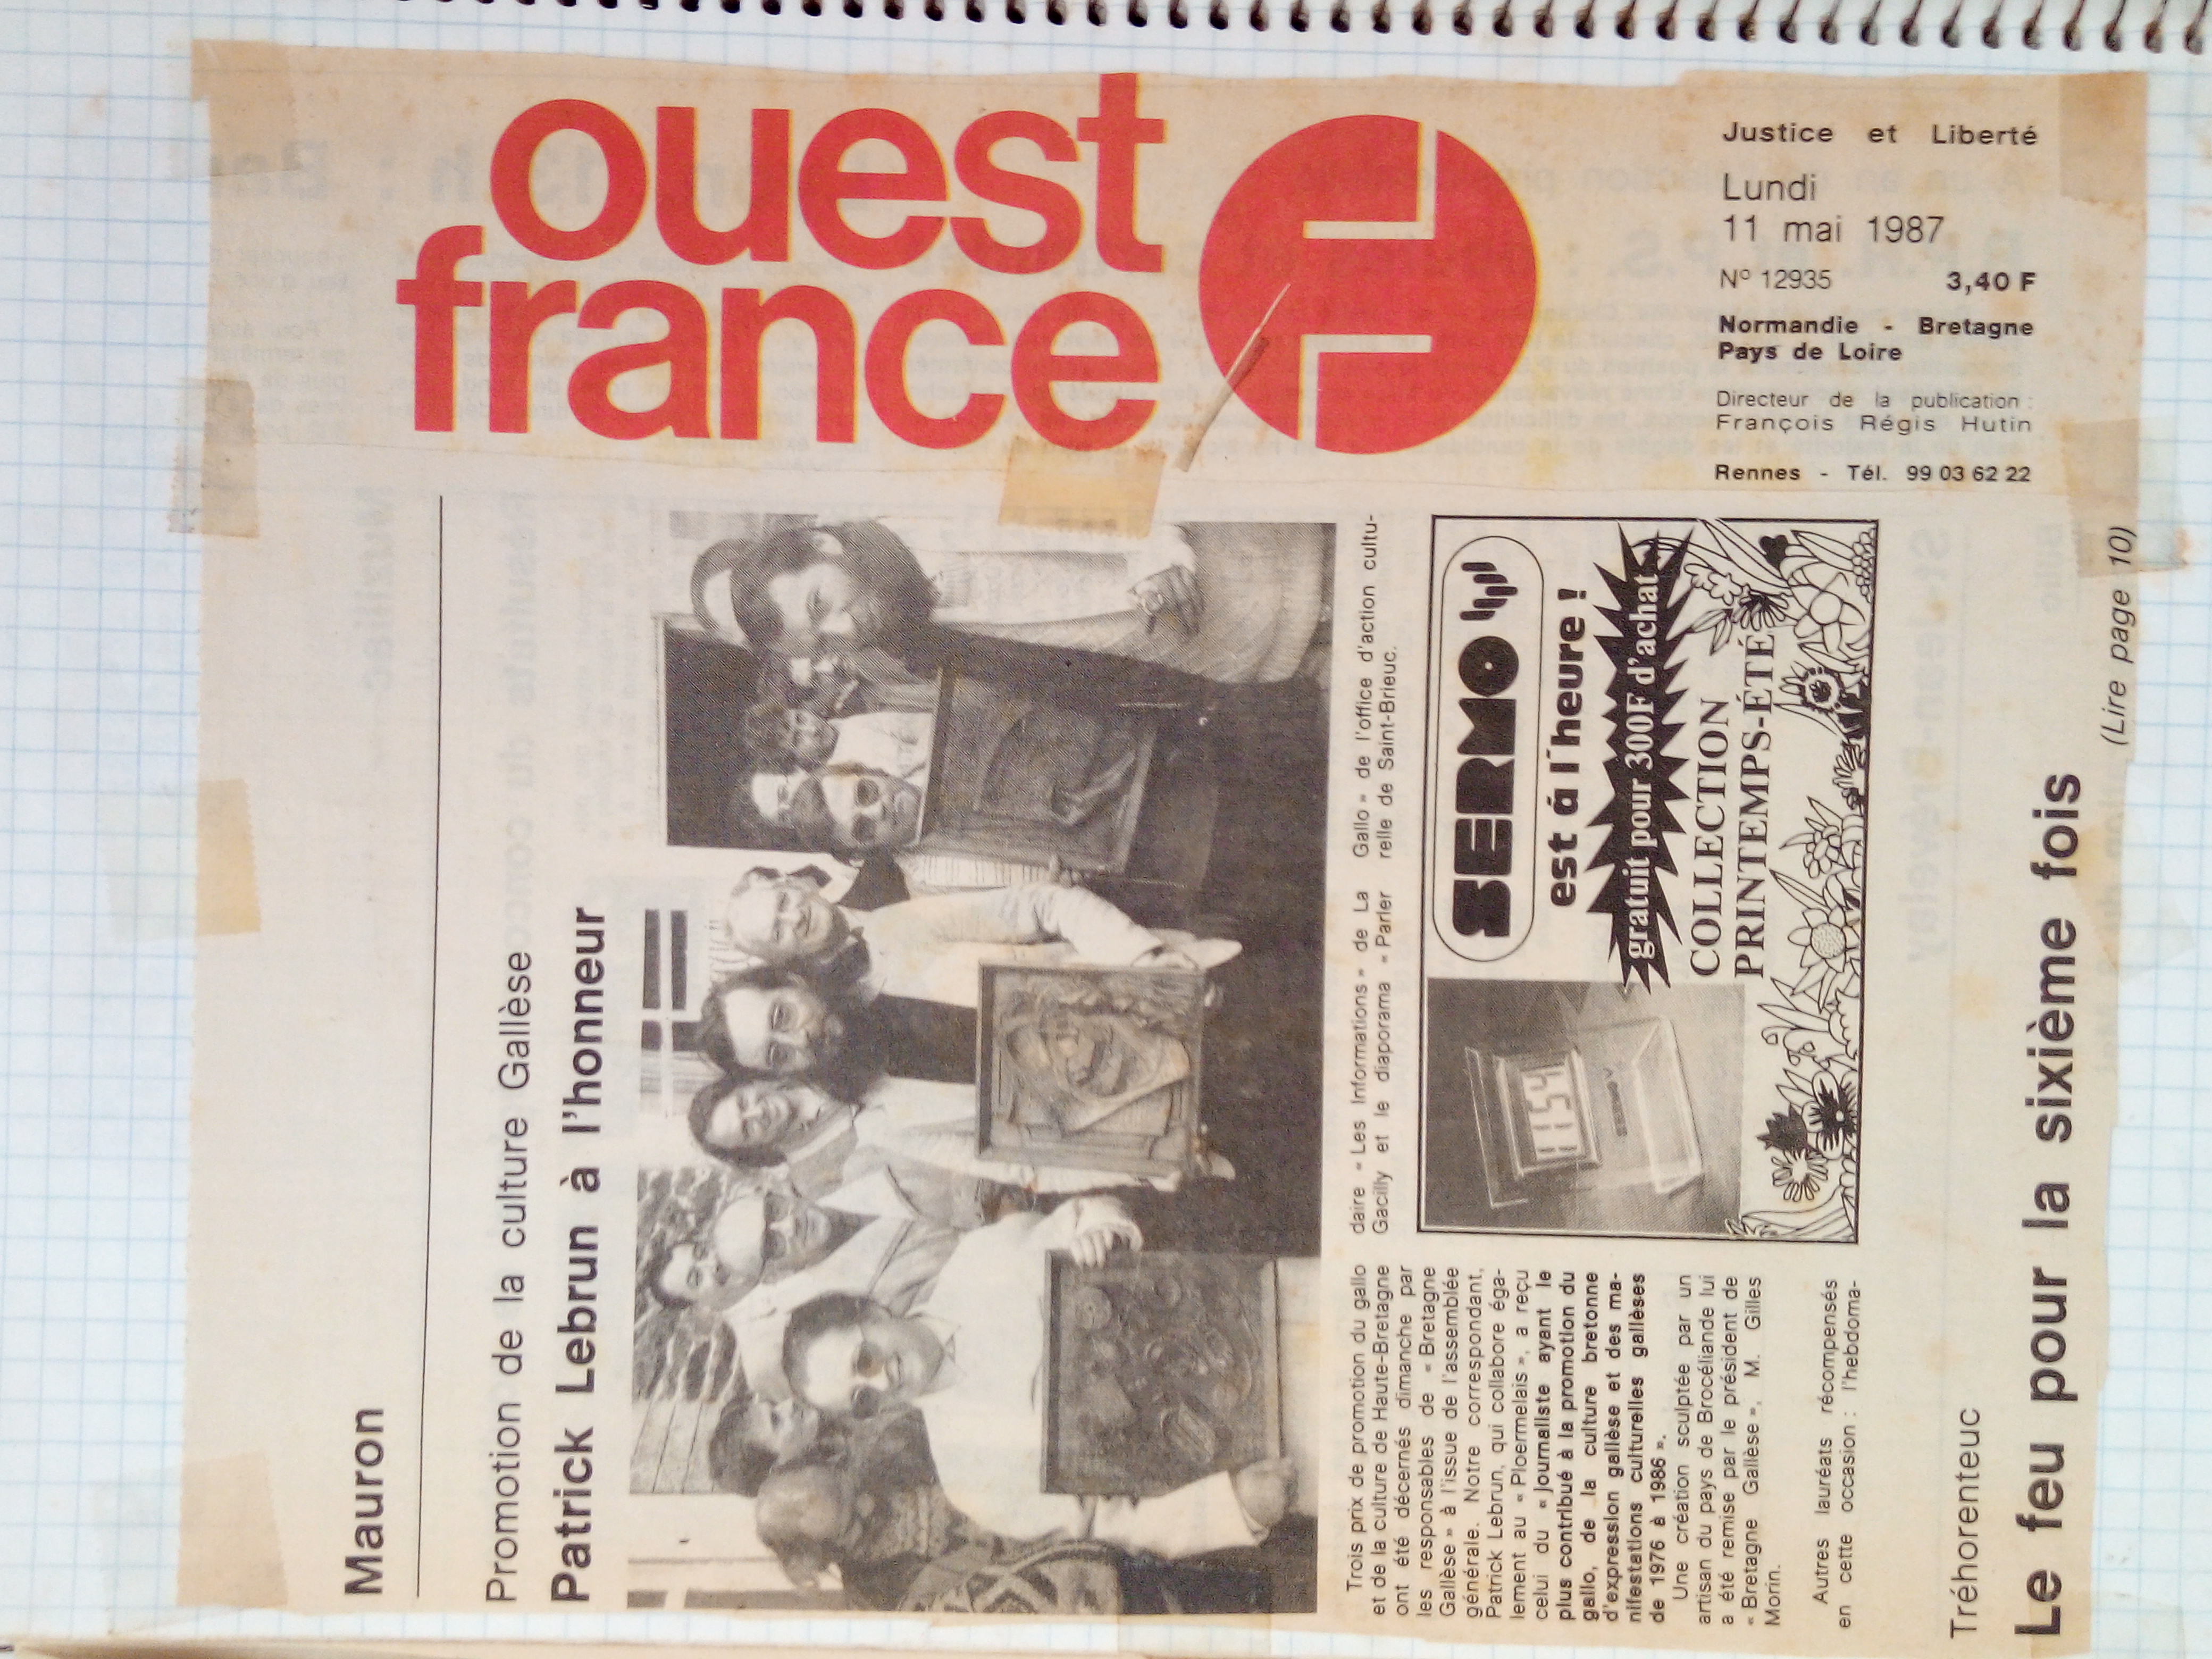 ouest
france
Justice et Liberté
Lundi
11 mai 1987
Nº 12935 3,40 F
Normandie - Bretagne
Pays de Loire
Directeur de la publication :
François Régis Hutin
Rennes - Tél. 99 03 62 22
Mauron
Promotion de la culture Gallèse
Patrick Lebrun à l'honneur
Trois prix de promotion du gallo
et de la culture de Haute-Bretagne
ont été décernés dimanche par
les responsables de « Bretagne
Gallèse » à l'issue de l'assemblée
générale. Notre correspondant,
Patrick Lebrun, qui collabore éga-
lement au « Ploermelais », a reçu
celui du « journaliste ayant le
plus contribué à la promotion du
gallo, de la culture bretonne
d'expression gallèse et des ma-
nifestations culturelles gallèses
de 1976 à 1986 ».
Une création sculptée par un
artisan du pays de Brocéliande lui
a été remise par le président de
« Bretagne Gallèse », M. Gilles
Morin.
Autres lauréats récompensés
en cette occasion : l'hebdoma-
daire « Les Informations » de La
Gacilly et le diaporama « Parler
Gallo » de l'office d'action cultu-
relle de Saint-Brieuc.
SERMO
est à l'heure !
gratuit pour 300F d'achat
COLLECTION
PRINTEMPS-ÉTÉ
11:54
Tréhorenteuc
Le feu pour la sixième fois
(Lire page 10)